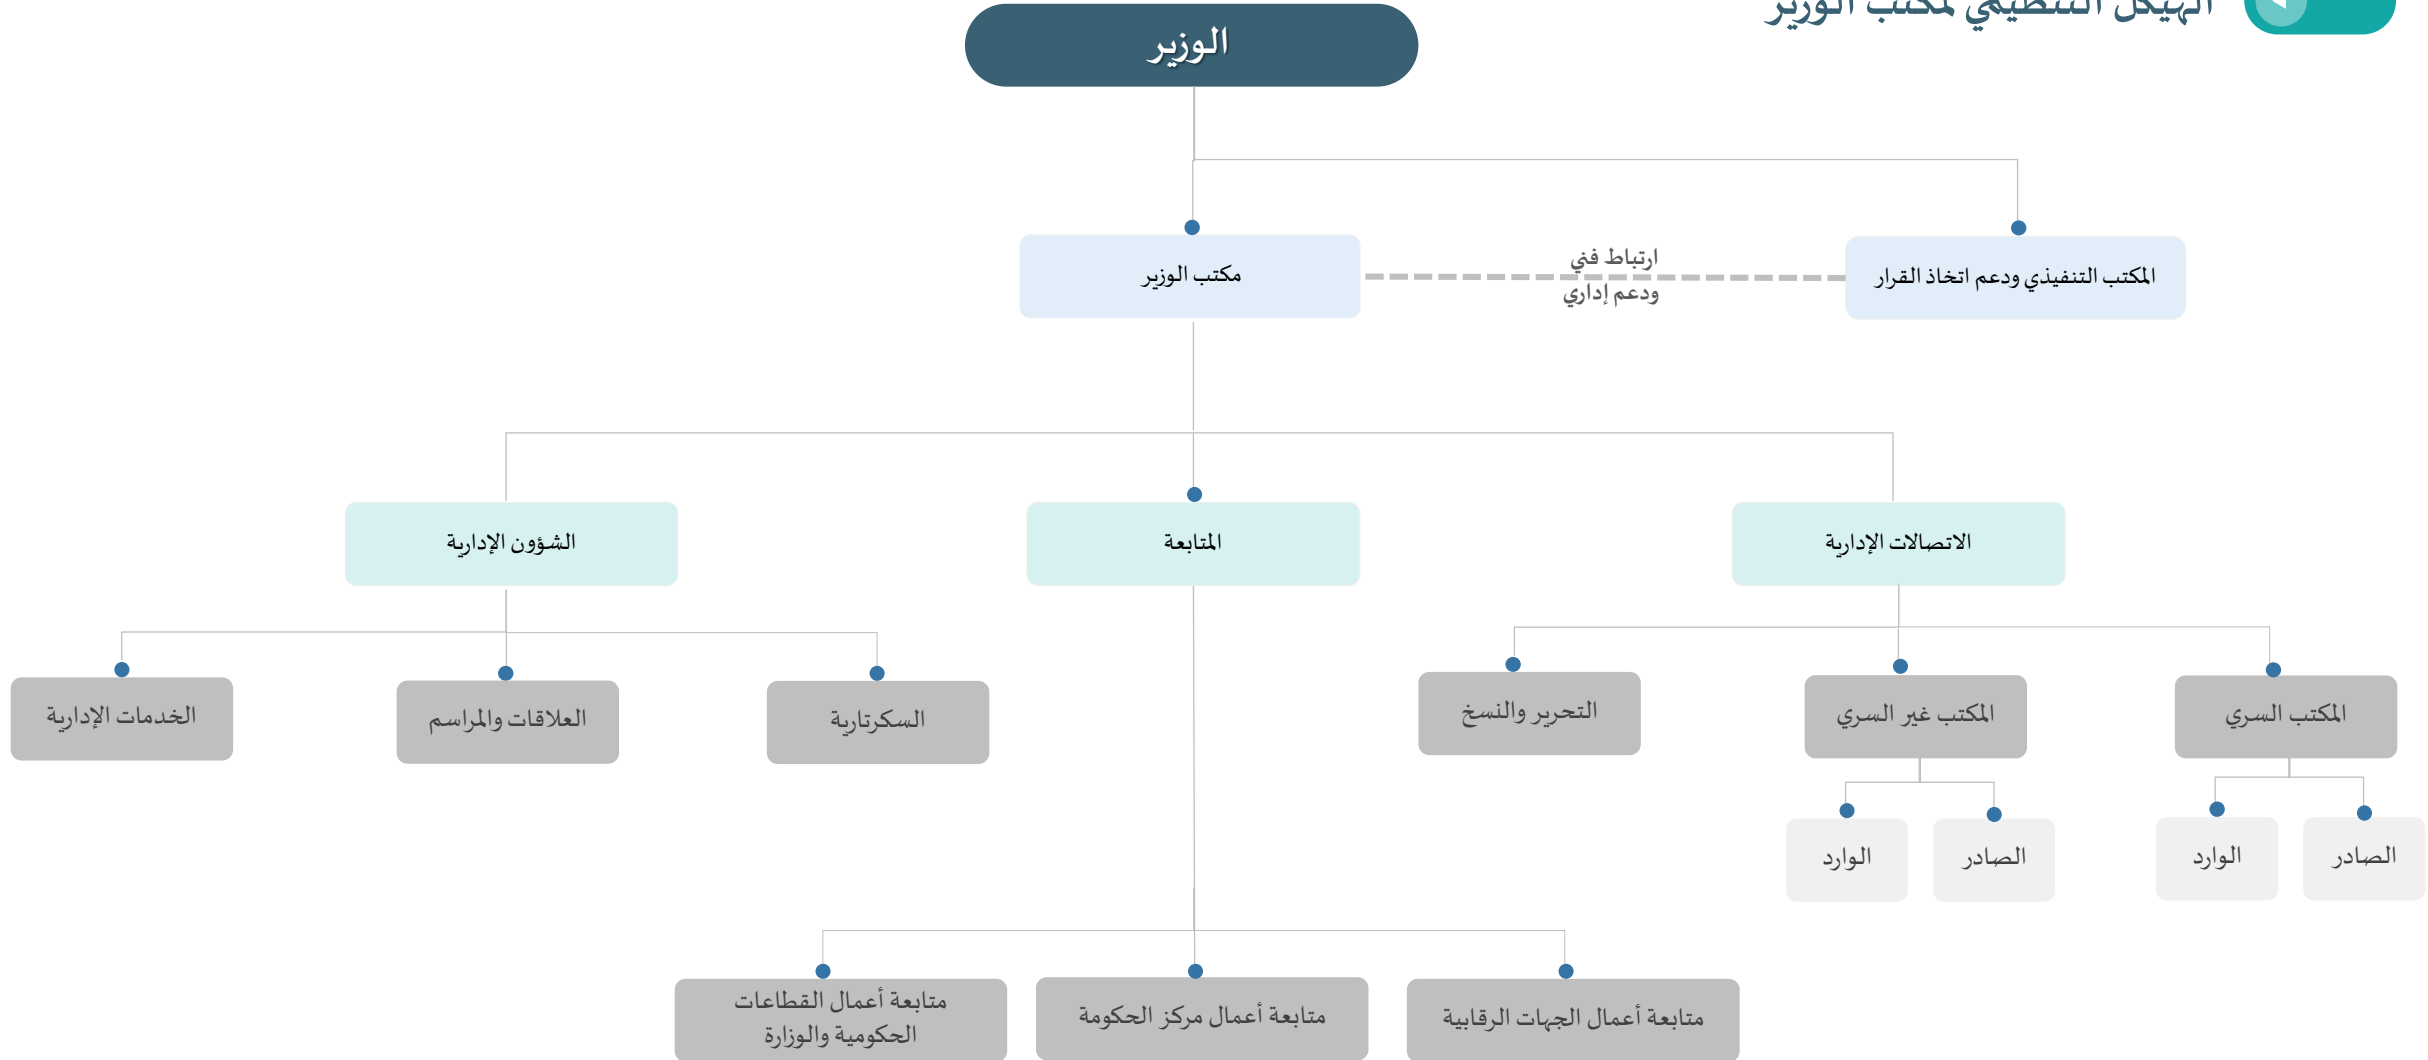 الهيكل التنظيمي لمكتب الوزير
الوزير
المكتب التنفيذي ودعم اتخاذ القرار
ارتباط فني
ودعم إداري
مكتب الوزير
الاتصالات الإدارية
المتابعة
الشؤون الإدارية
المكتب السري
المكتب غير السري
التحرير والنسخ
السكرتارية
العلاقات والمراسم
الخدمات الإدارية
الصادر
الوارد
الصادر
الوارد
متابعة أعمال الجهات الرقابية
متابعة أعمال مركز الحكومة
متابعة أعمال القطاعات
الحكومية والوزارة